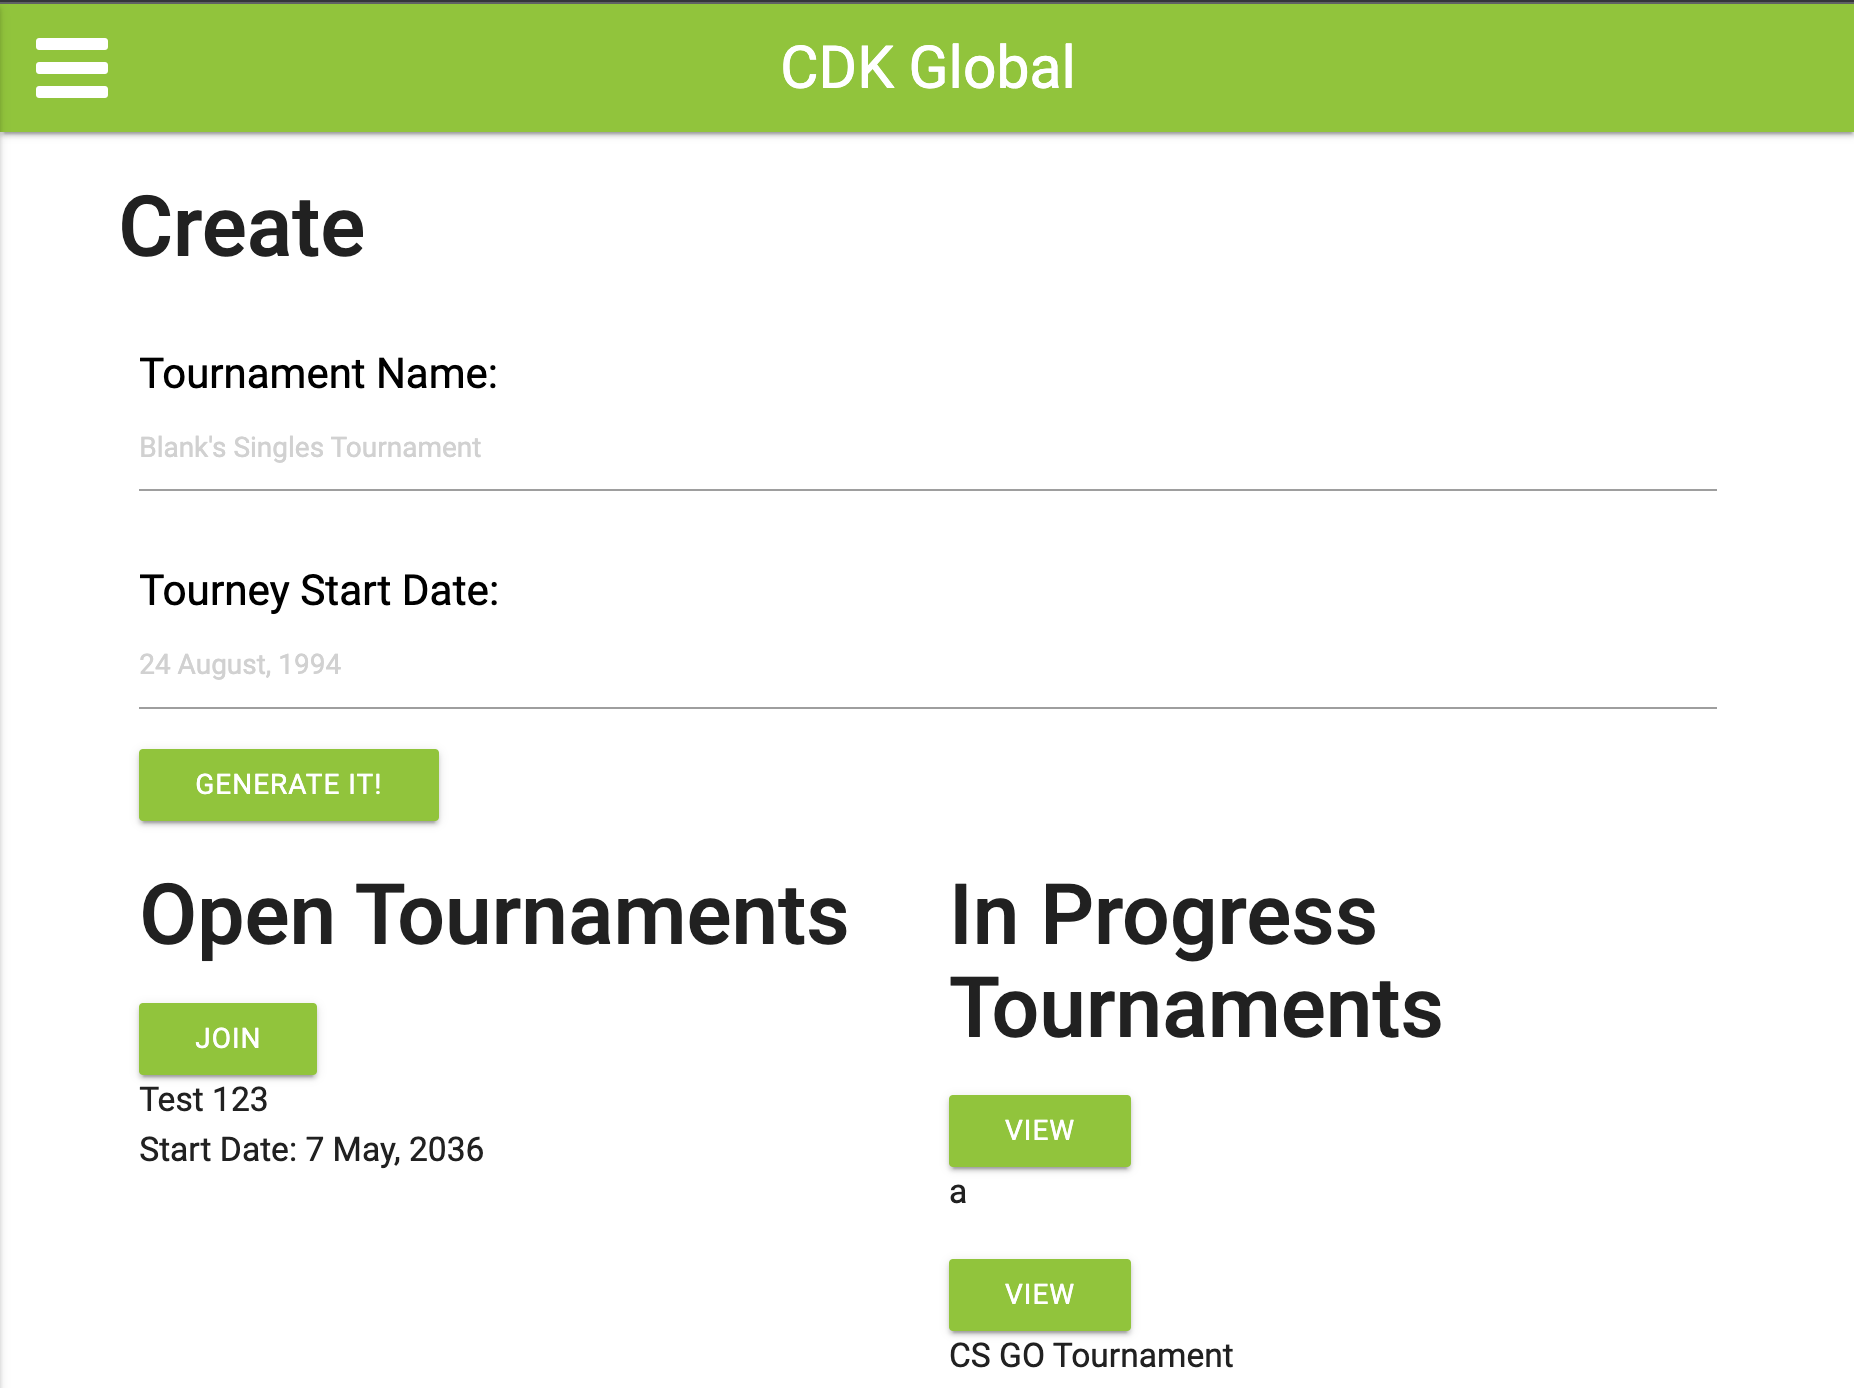 CDK Global
Create
Tournament Name:
Blank's Singles Tournament
Tourney Start Date:
24 August, 1994
GENERATE IT!
Open Tournaments
JOIN
Test 123
Start Date: 7 May, 2036
In Progress
Tournaments
VIEW
a
VIEW
CS GO Tournament